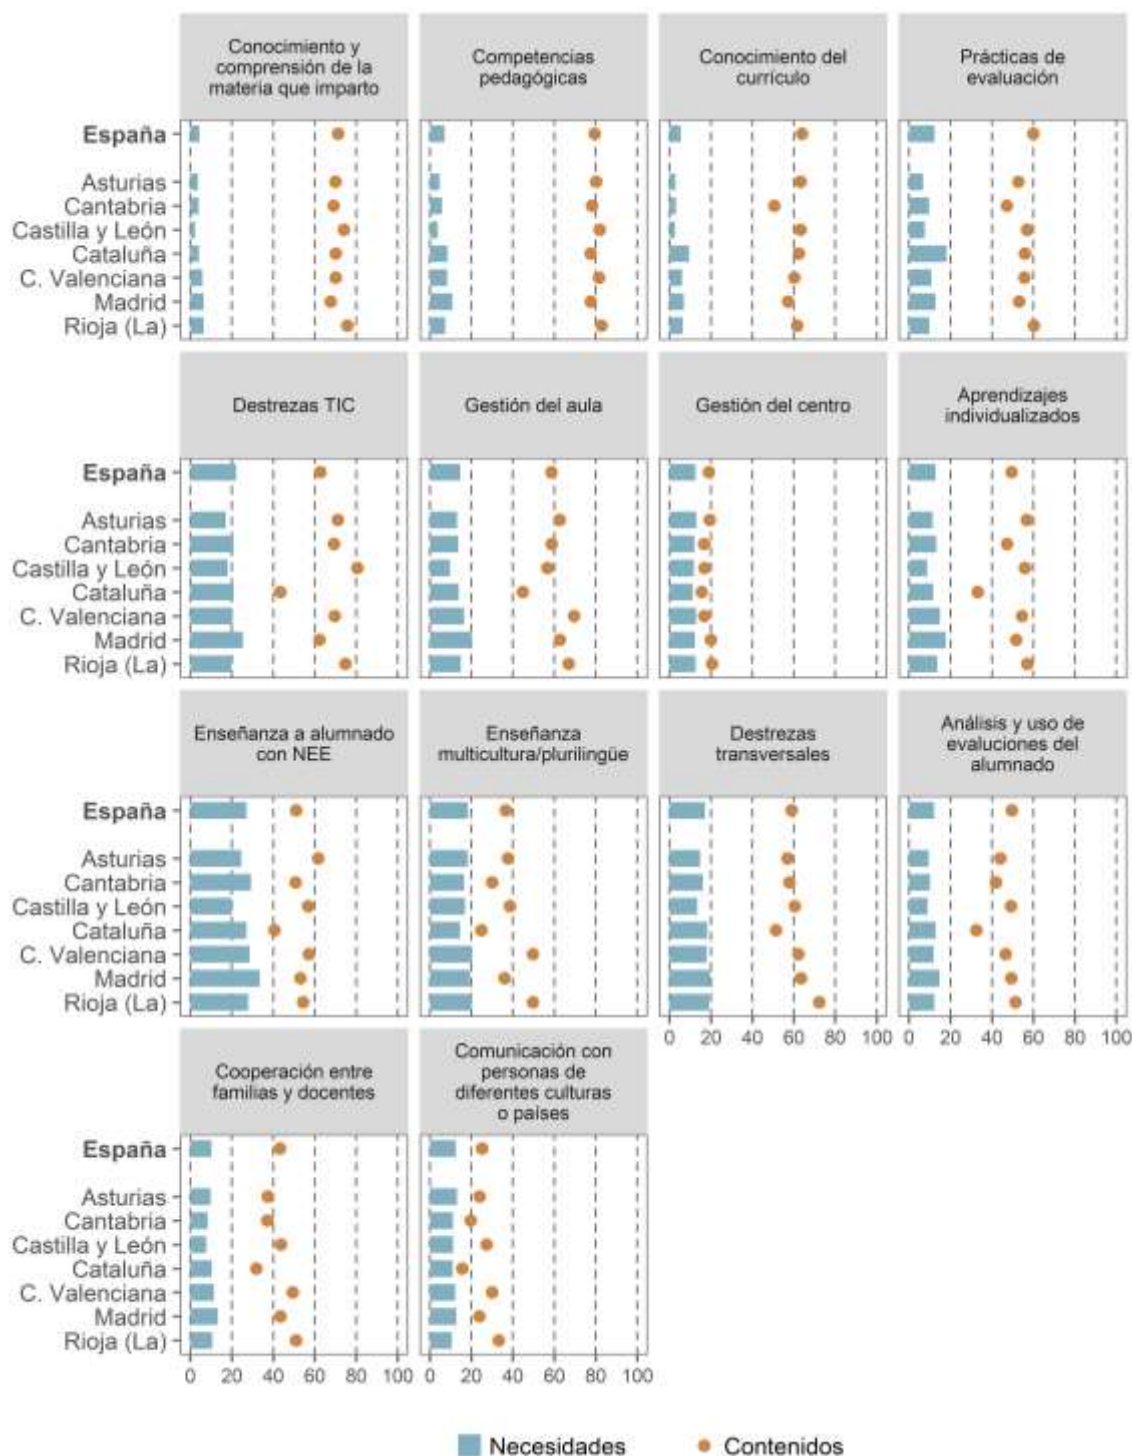 Conocimiento y
comprensión de la
materia que imparto
Competencias
pedagógicas
Conocimiento del
currículo
Prácticas de
evaluación
España
Asturias
Cantabria
Castilla y León
Cataluña
C. Valenciana
Madrid
Rioja (La)
Destrezas TIC
Gestión del aula
Gestión del centro
Aprendizajes
individualizados
España
Asturias
Cantabria
Castilla y León
Cataluña
C. Valenciana
Madrid
Rioja (La)
Enseñanza a alumnado
con NEE
Enseñanza
multicultura/plurilingüe
Destrezas
transversales
Análisis y uso de
evaluciones del
alumnado
España
Asturias
Cantabria
Castilla y León
Cataluña
C. Valenciana
Madrid
Rioja (La)
0 20 40 60 80 100
0 20 40 60 80 100
Cooperación entre
familias y docentes
Comunicación con
personas de
diferentes culturas
o países
España
Asturias
Cantabria
Castilla y León
Cataluña
C. Valenciana
Madrid
Rioja (La)
0 20 40 60 80 100
0 20 40 60 80 100
Necesidades
Contenidos